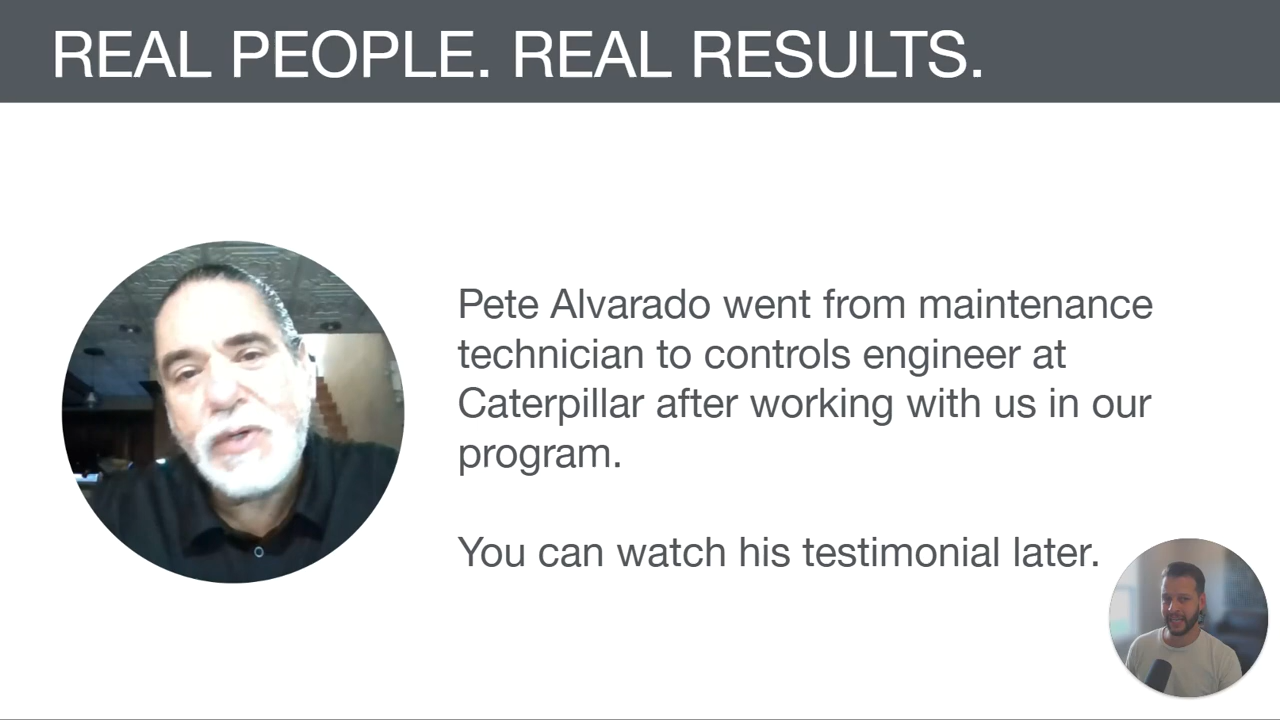 REAL PEOPLE. REAL RESULTS.
Pete Alvarado went from maintenance
technician to controls engineer at
Caterpillar after working with us in our
program.
You can watch his testimonial later.